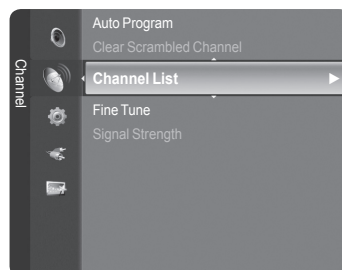 Channel
Auto Program
Clear Scrambled Channel
Channel List
Fine Tune
Signal Strength